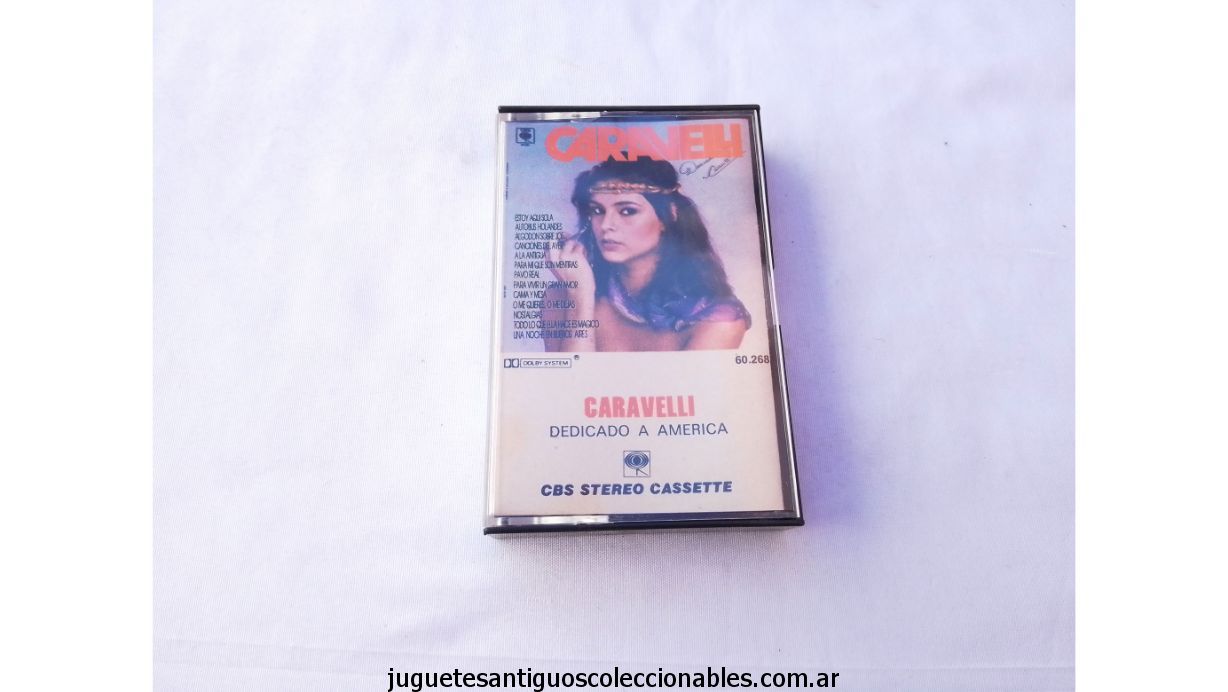 CARAVELLI
ESTOY AQUI SOLA
AUTOBUS HOLANDES
ALGODON SOBRE JOE
CANCIONES DEL AYER
A LA ANTIGUA
PARA MI QUE SON MENTIRAS
PAVO REAL
PARA VIVIR UN GRAN AMOR
CAMA Y MESA
O ME QUIERES, O ME DEJAS
NOSTALGIAS
TODO LO QUE ELLA HACE ES MAGICO
UNA NOCHE EN BUENOS AIRES
DOLBY SYSTEM ®
60.268
CARAVELLI
DEDICADO A AMERICA
CBS STEREO CASSETTE
juguetesantiguoscoleccionables.com.ar